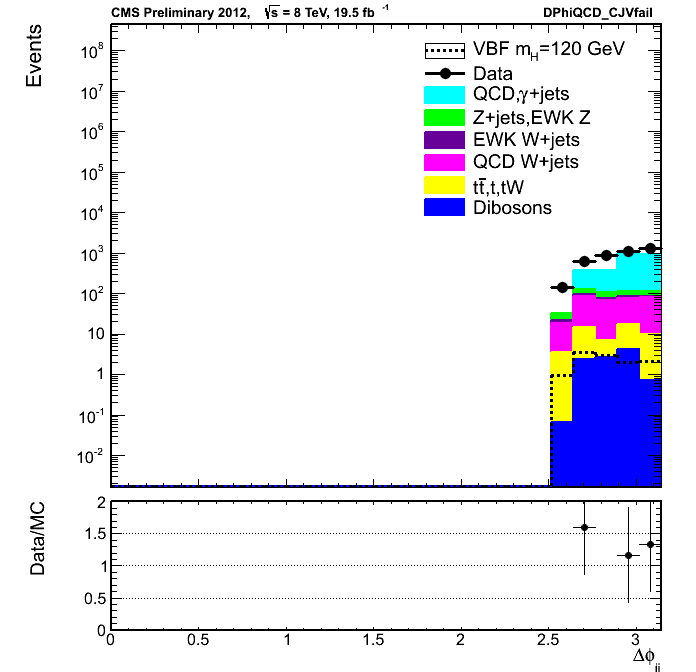 CMS Preliminary 2012, √s = 8 TeV, 19.5 fb⁻¹ DPhiQCD_CJVfail
Events
10⁸
10⁷
10⁶
10⁵
10⁴
10³
10²
10
1
10⁻¹
10⁻²
VBF m_H=120 GeV
Data
QCD,γ+jets
Z+jets,EWK Z
EWK W+jets
QCD W+jets
tt̄,t,tW
Dibosons
Data/MC
2
1.5
1
0.5
0
0 0.5 1 1.5 2 2.5 3
Δϕ_jj